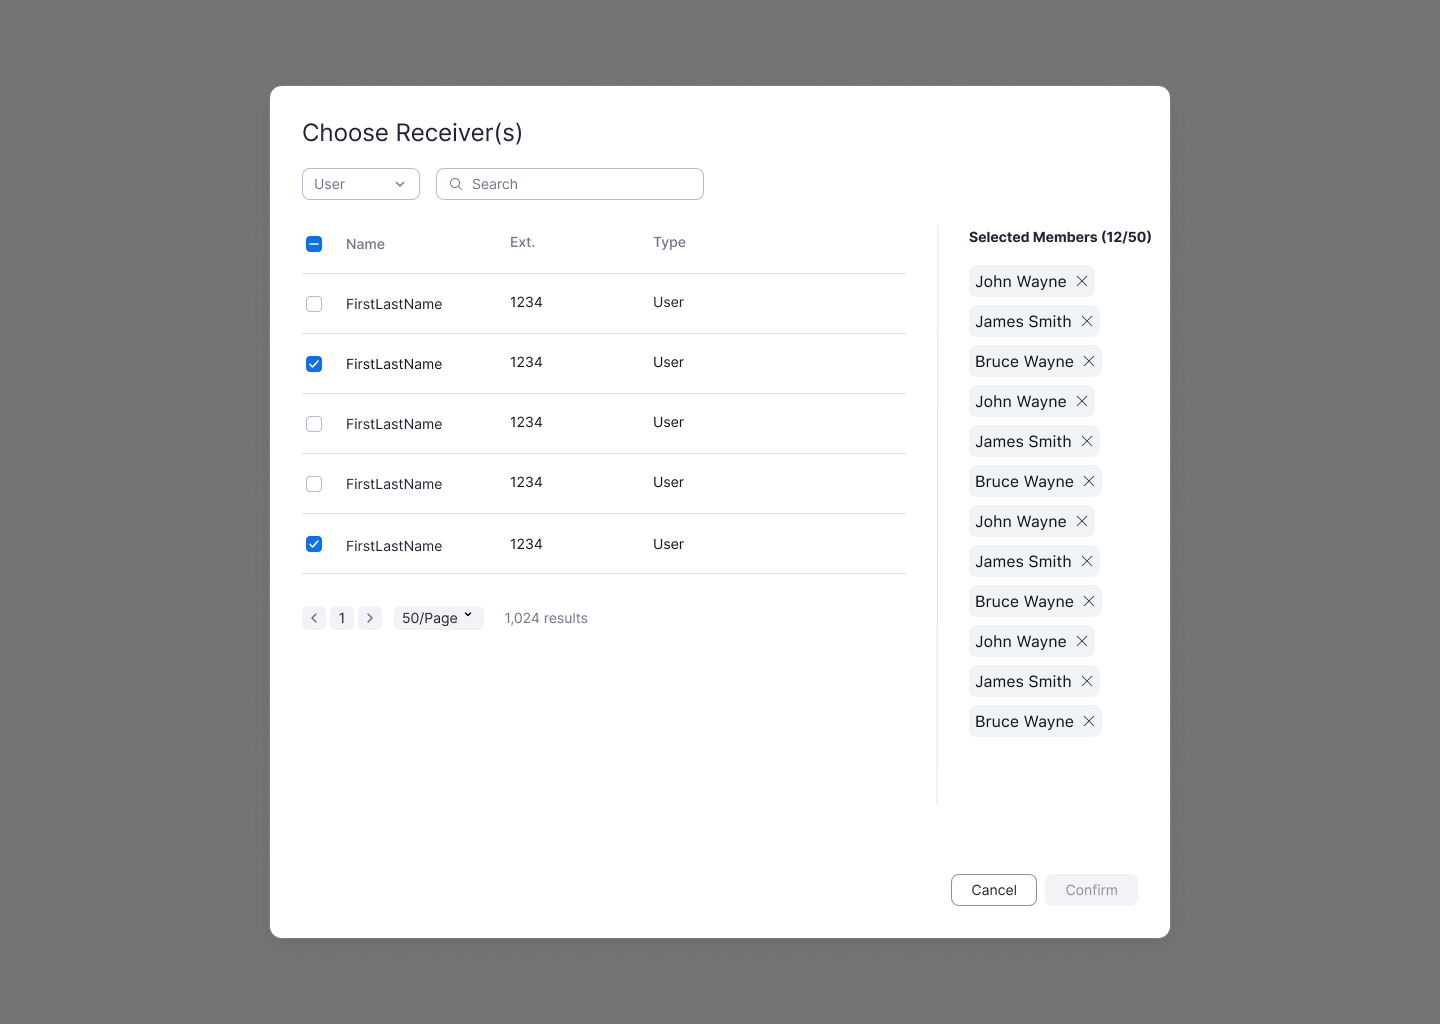 Choose Receiver(s)
User
Search
Name Ext. Type
FirstLastName 1234 User
FirstLastName 1234 User
FirstLastName 1234 User
FirstLastName 1234 User
FirstLastName 1234 User
1 50/Page 1,024 results
Selected Members (12/50)
John Wayne
James Smith
Bruce Wayne
John Wayne
James Smith
Bruce Wayne
John Wayne
James Smith
Bruce Wayne
John Wayne
James Smith
Bruce Wayne
Cancel
Confirm